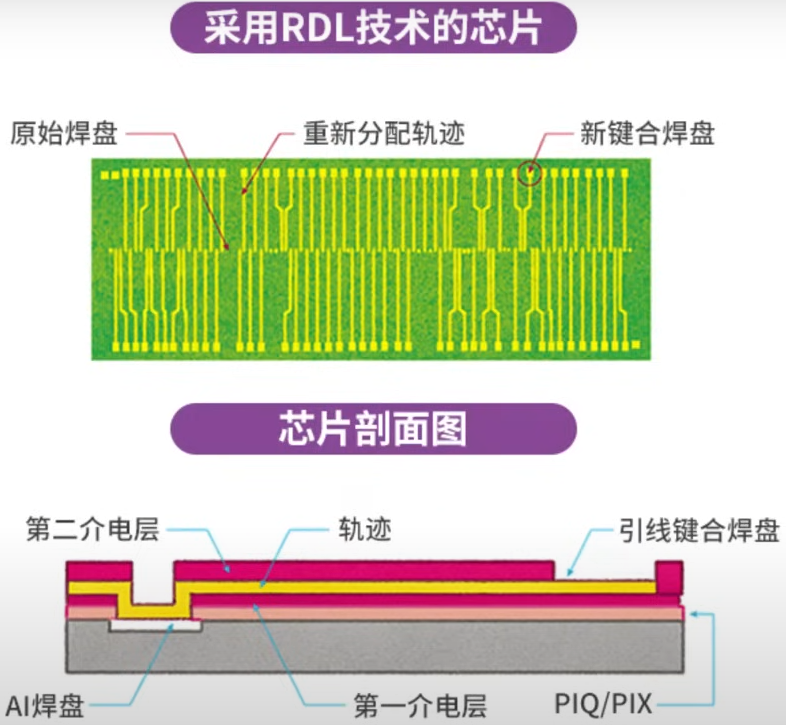 采用RDL技术的芯片
原始焊盘
重新分配轨迹
新键合焊盘
芯片剖面图
第二介电层
轨迹
引线键合焊盘
AI焊盘
第一介电层
PIQ/PIX